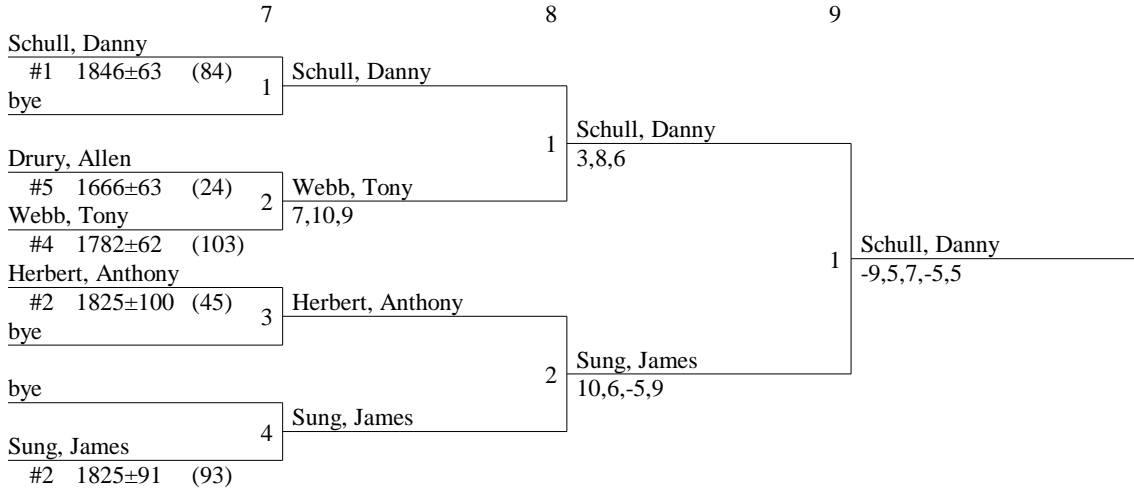 7 8 9
Schull, Danny
#1 1846±63 (84)
1
Schull, Danny
bye
Drury, Allen
#5 1666±63 (24)
2
Webb, Tony
7,10,9
Webb, Tony
#4 1782±62 (103)
1
Schull, Danny
3,8,6
Herbert, Anthony
#2 1825±100 (45)
3
Herbert, Anthony
bye
bye
4
Sung, James
Sung, James
#2 1825±91 (93)
2
Sung, James
10,6,-5,9
1
Schull, Danny
-9,5,7,-5,5